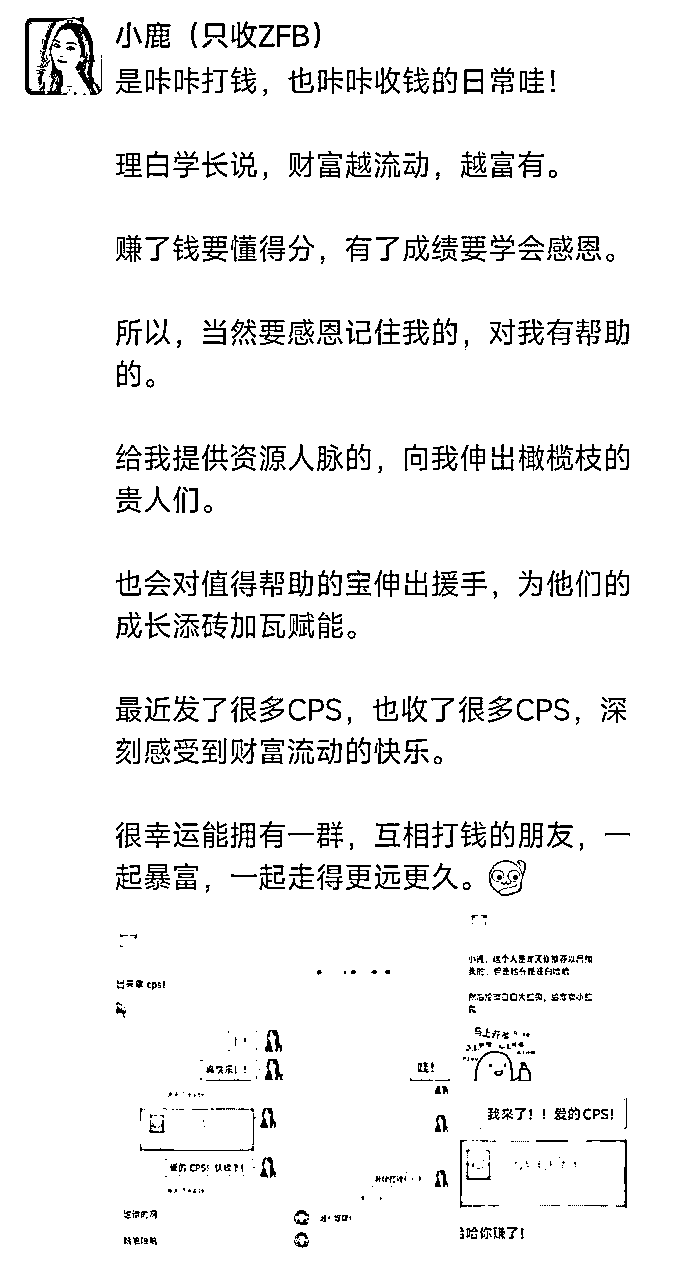 小鹿（只收ZFB）
是咔咔打钱，也咔咔收钱的日常哇！
理白学长说，财富越流动，越富有。
赚了钱要懂得分，有了成绩要学会感恩。
所以，当然要感恩记住我的，对我有帮助
的。
给我提供资源人脉的，向我伸出橄榄枝的
贵人们。
也会对值得帮助的宝伸出援手，为他们的
成长添砖加瓦赋能。
最近发了很多CPS，也收了很多CPS，深
刻感受到财富流动的快乐。
很幸运能拥有一群，互相打钱的朋友，一
起暴富，一起走得更远更久。
cps!
我来了！！爱的CPS！
哈你赚了！